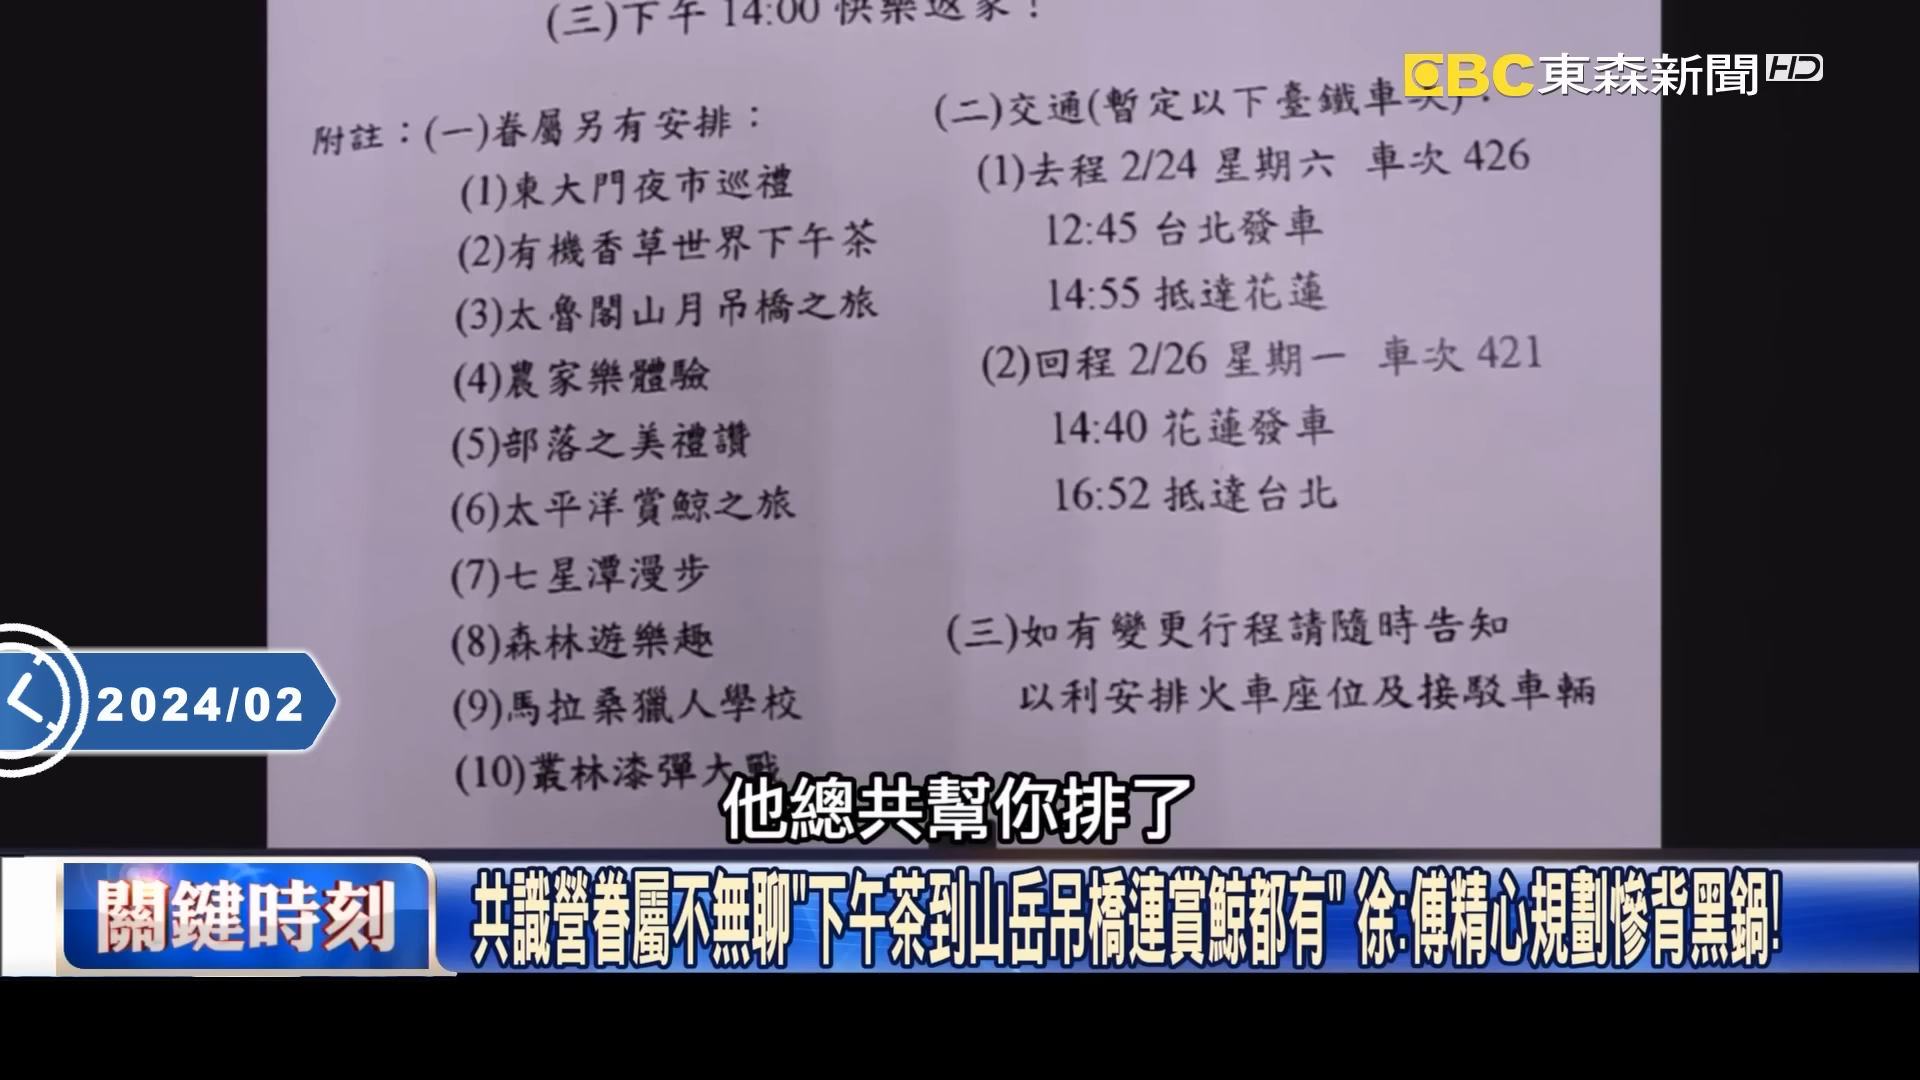 (三)下午 14:00 快樂返家！
EBC東森新聞HD
附註：(一)眷屬另有安排：
(1)東大門夜市巡禮
(2)有機香草世界下午茶
(3)太魯閣山月吊橋之旅
(4)農家樂體驗
(5)部落之美禮讚
(6)太平洋賞鯨之旅
(7)七星潭漫步
(8)森林遊樂趣
(9)馬拉桑獵人學校
(10)叢林漆彈大戰
(二)交通(暫定以下臺鐵車次)：
(1)去程 2/24 星期六 車次 426
12:45 台北發車
14:55 抵達花蓮
(2)回程 2/26 星期一 車次 421
14:40 花蓮發車
16:52 抵達台北
(三)如有變更行程請隨時告知
以利安排火車座位及接駁車輛
2024/02
他總共幫你排了
關鍵時刻
共識營眷屬不無聊"下午茶到山岳吊橋連賞鯨都有" 徐:傅精心規劃慘背黑鍋!